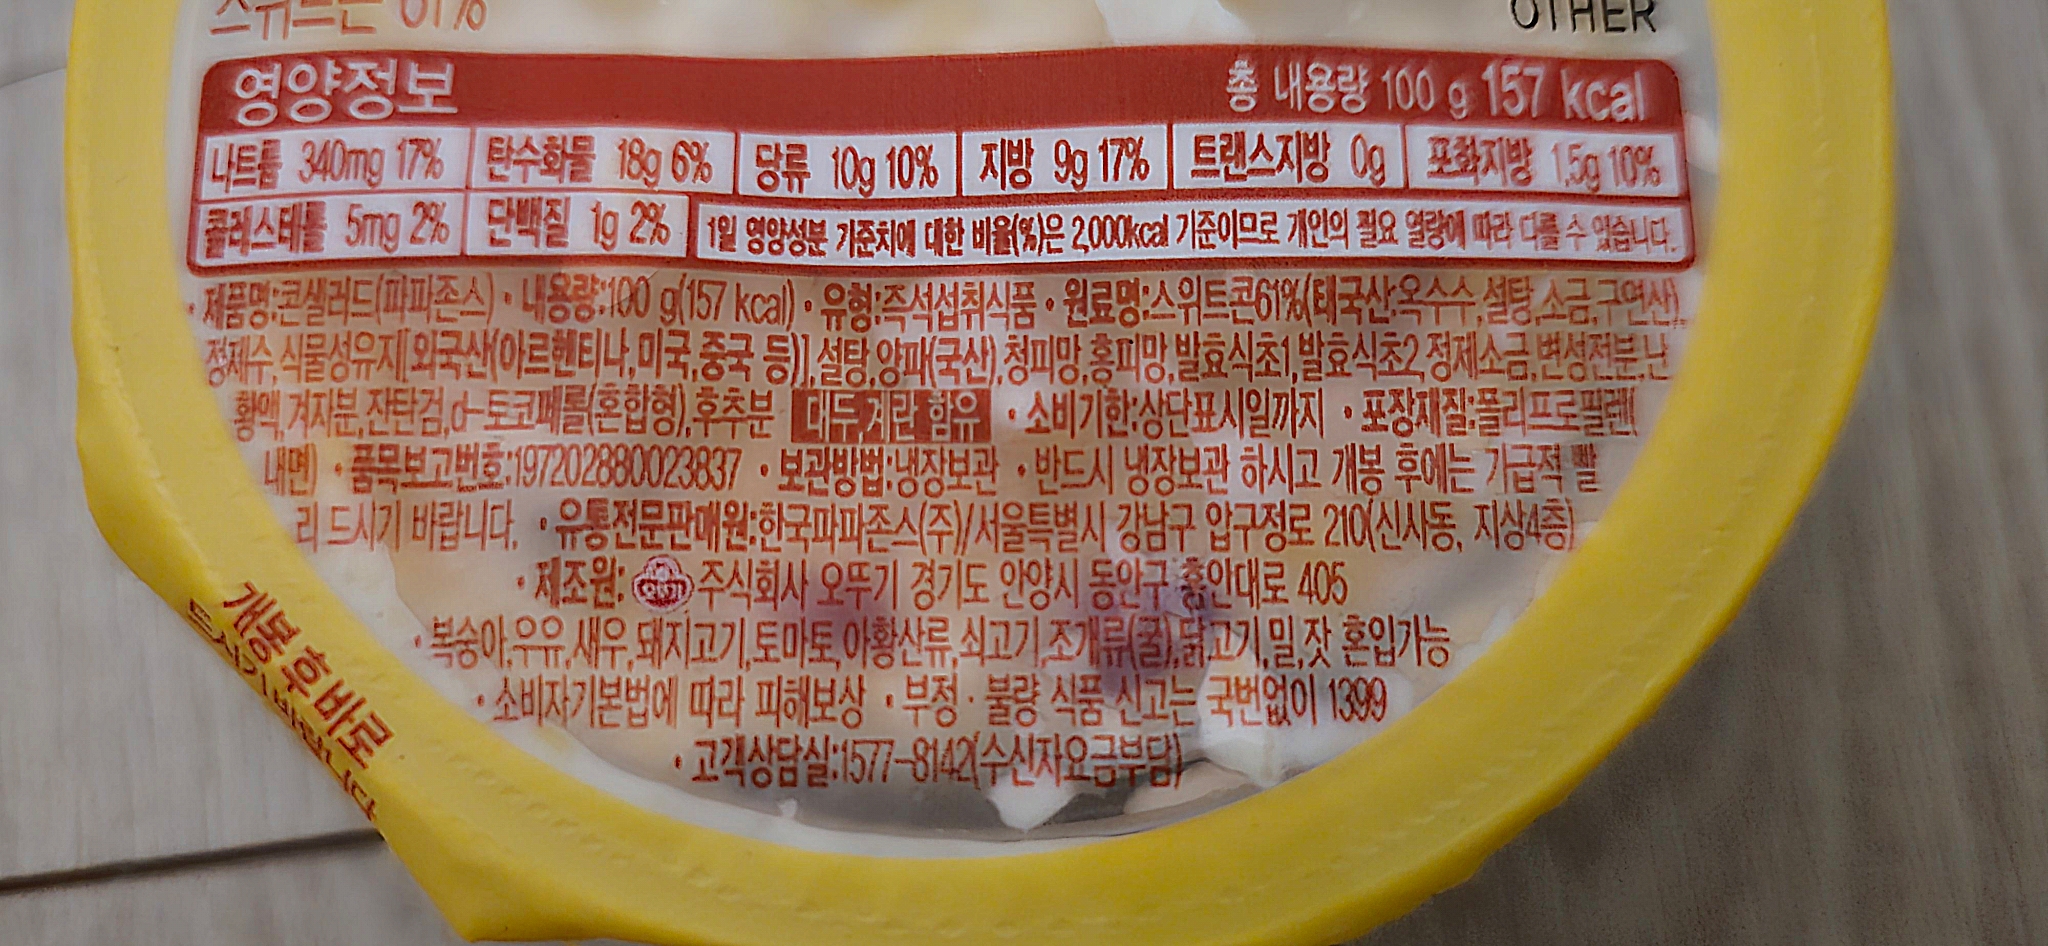 스위트콘 61%
OTHER
영양정보 총 내용량 100 g 157 kcal
나트륨 340mg 17% 탄수화물 18g 6% 당류 10g 10% 지방 9g 17% 트랜스지방 0g 포화지방 1.5g 10%
콜레스테롤 5mg 2% 단백질 1g 2% 1일 영양성분 기준치에 대한 비율(%)은 2,000kcal 기준이므로 개인의 필요 열량에 따라 다를 수 있습니다.
· 제품명:콘샐러드(파파존스) · 내용량:100 g(157 kcal) · 유형:즉석섭취식품 · 원료명:스위트콘61%(태국산:옥수수,설탕,소금,구연산),
정제수,식물성유지[외국산(아르헨티나,미국,중국 등)],설탕,양파(국산),청피망,홍피망,발효식초1,발효식초2,정제소금,변성전분,난
황액,겨자분,잔탄검,d-토코페롤(혼합형),후추분 대두,계란 함유 · 소비기한:상단표시일까지 · 포장재질:폴리프로필렌(
내면) · 품목보고번호:197202880023837 · 보관방법:냉장보관 · 반드시 냉장보관 하시고 개봉 후에는 가급적 빨
리 드시기 바랍니다. · 유통전문판매원:한국파파존스(주)/서울특별시 강남구 압구정로 210(신사동, 지상4층)
· 제조원: 오뚜기 주식회사 오뚜기 경기도 안양시 동안구 흥안대로 405
· 복숭아,우유,새우,돼지고기,토마토,아황산류,쇠고기,조개류(굴),닭고기,밀,잣 혼입가능
· 소비자기본법에 따라 피해보상 · 부정 · 불량 식품 신고는 국번없이 1399
· 고객상담실:1577-8142(수신자요금부담)
개봉 후 바로
드시기 바랍니다